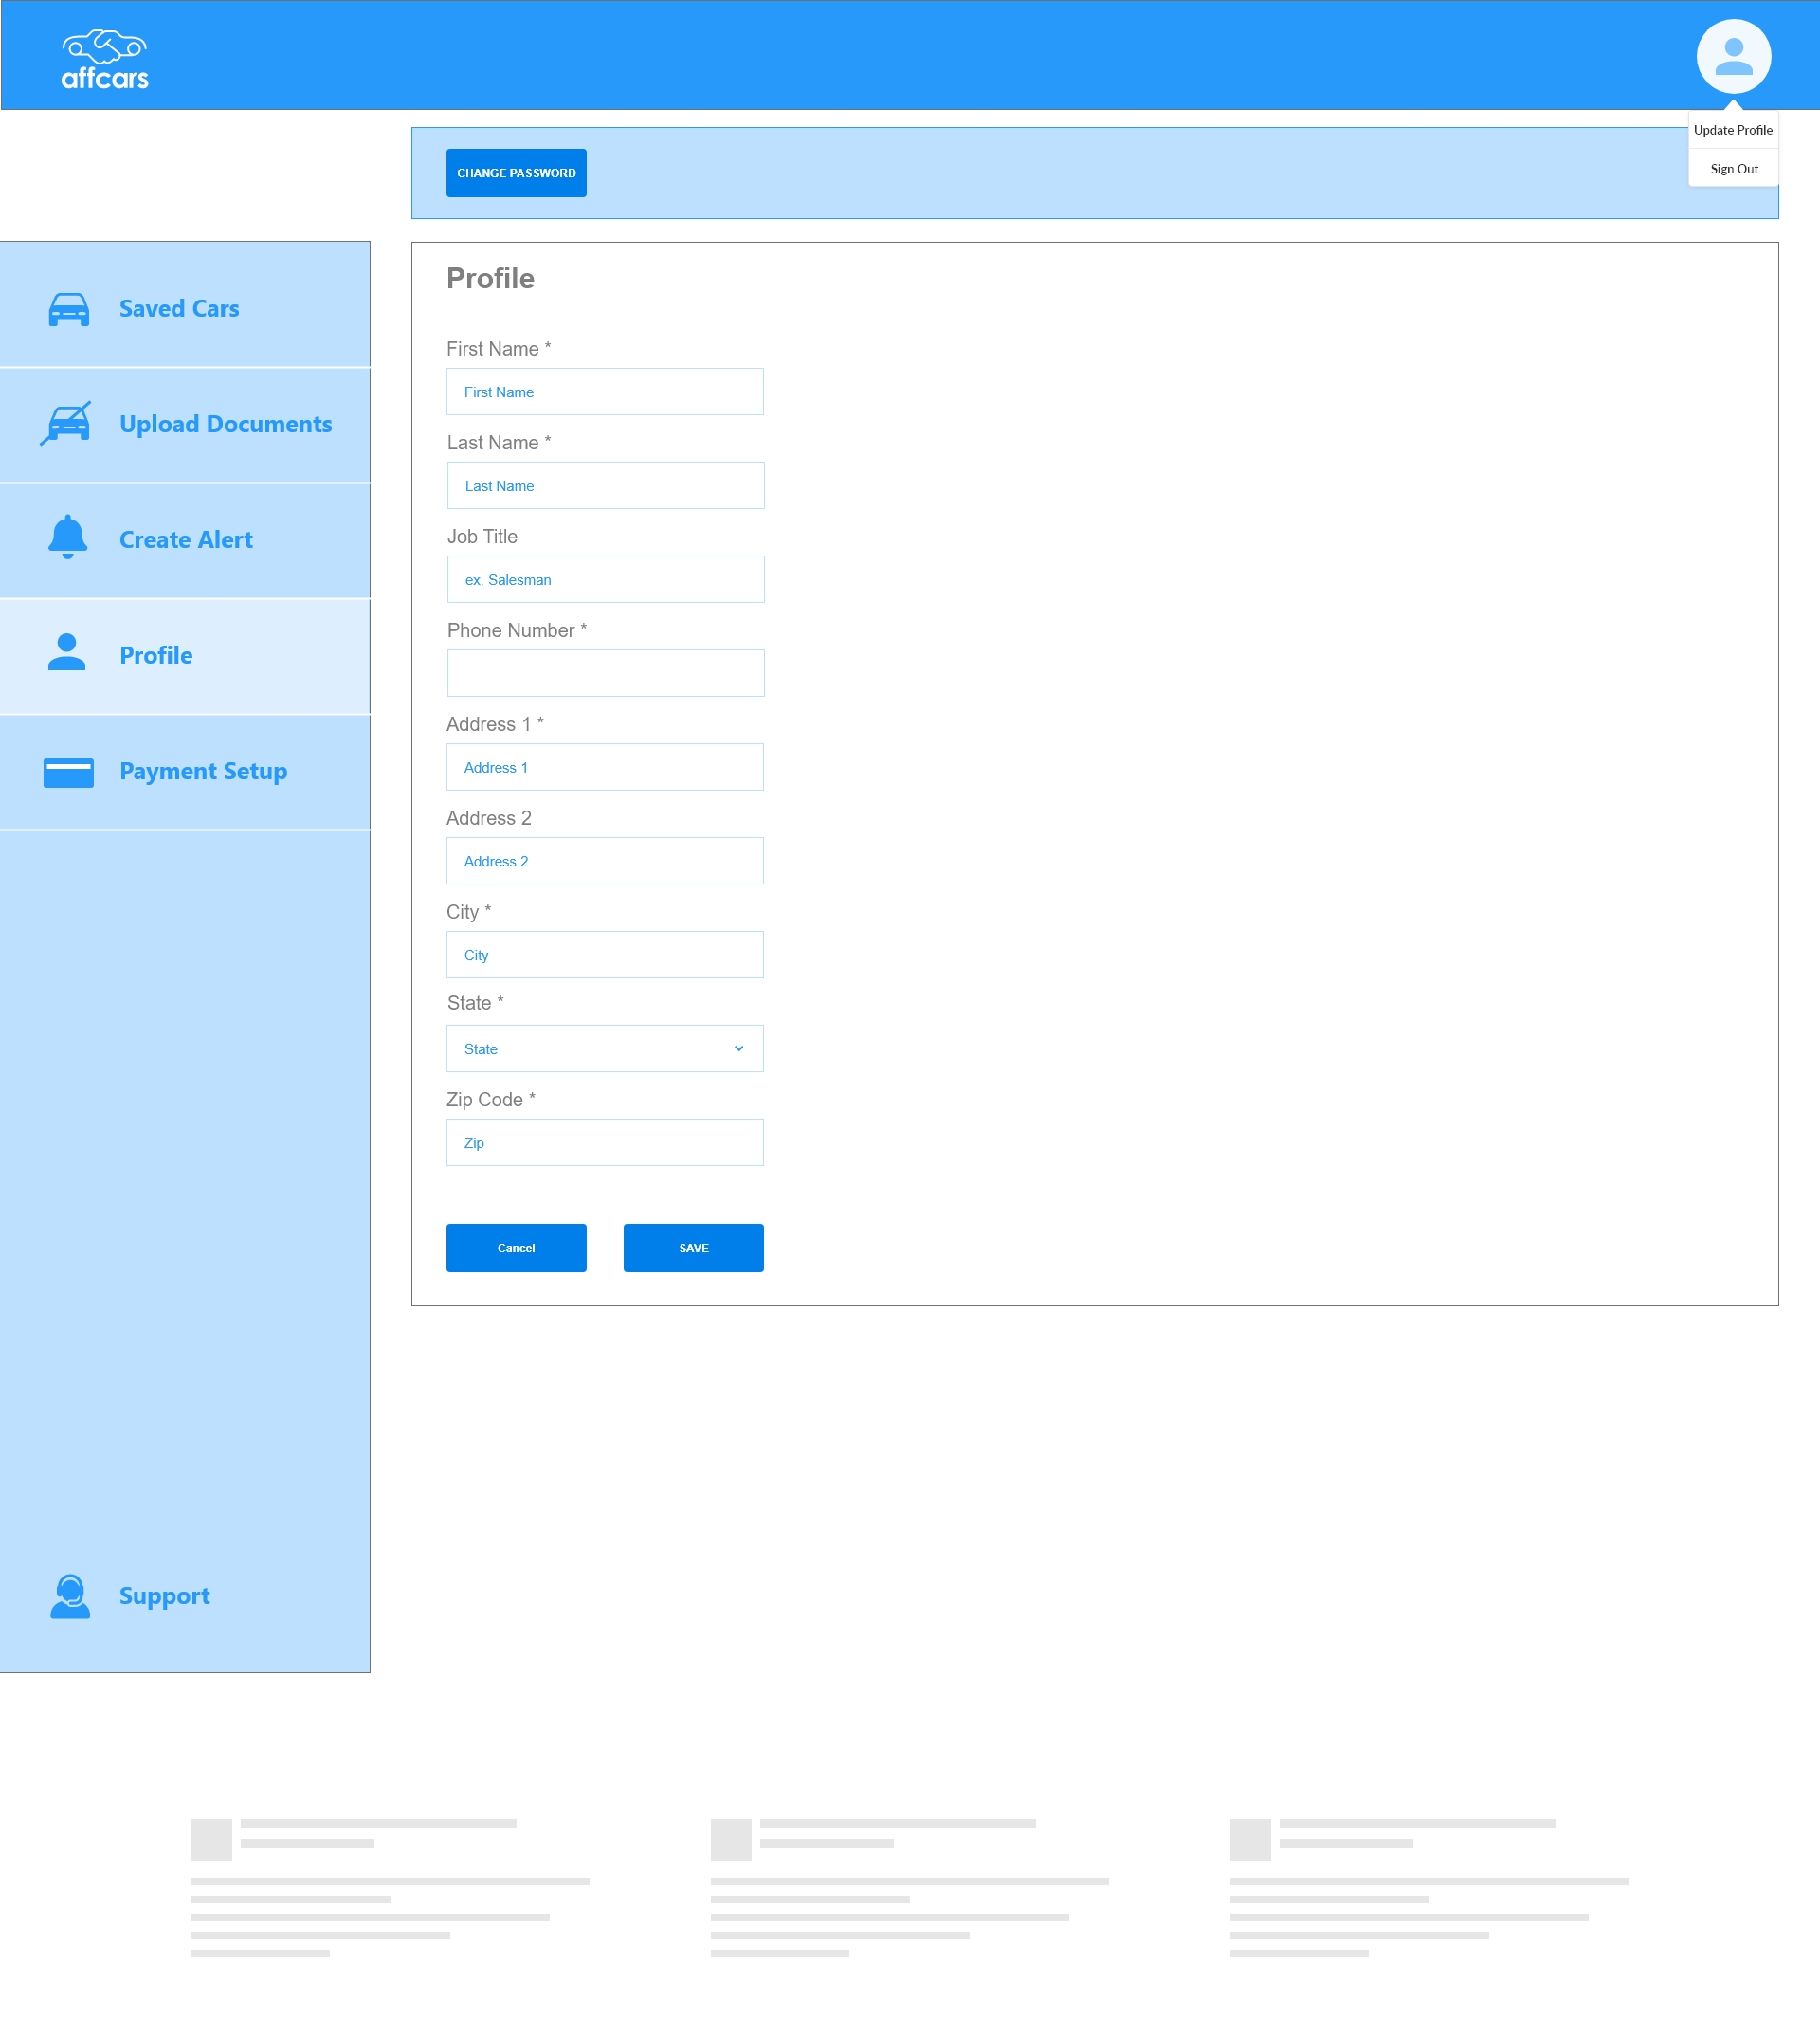 affcars
Update Profile
Sign Out
CHANGE PASSWORD
Saved Cars
Upload Documents
Create Alert
Profile
Payment Setup
Support
Profile
First Name *
First Name
Last Name *
Last Name
Job Title
ex. Salesman
Phone Number *
Address 1 *
Address 1
Address 2
Address 2
City *
City
State *
State
Zip Code *
Zip
Cancel
SAVE